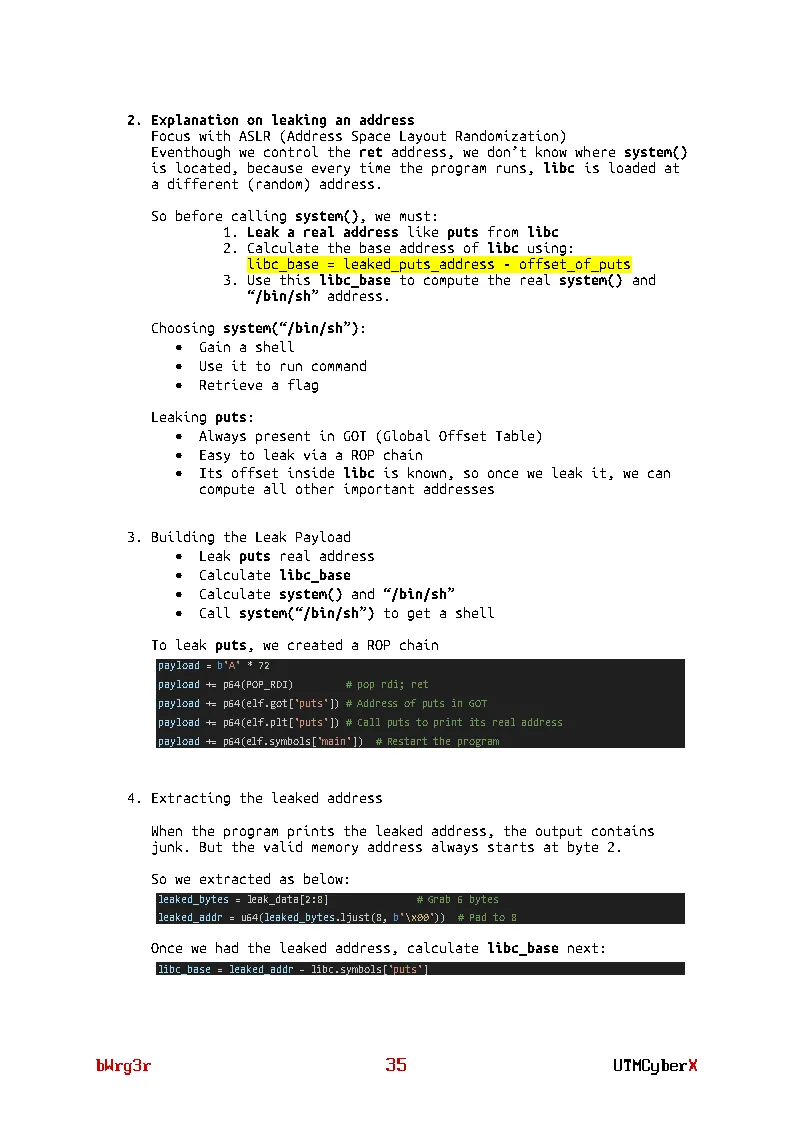 2. Explanation on leaking an address
Focus with ASLR (Address Space Layout Randomization)
Eventhough we control the ret address, we don’t know where system()
is located, because every time the program runs, libc is loaded at
a different (random) address.
So before calling system(), we must:
1. Leak a real address like puts from libc
2. Calculate the base address of libc using:
libc_base = leaked_puts_address - offset_of_puts
3. Use this libc_base to compute the real system() and
“/bin/sh” address.
Choosing system(“/bin/sh”):
• Gain a shell
• Use it to run command
• Retrieve a flag
Leaking puts:
• Always present in GOT (Global Offset Table)
• Easy to leak via a ROP chain
• Its offset inside libc is known, so once we leak it, we can
compute all other important addresses
3. Building the Leak Payload
• Leak puts real address
• Calculate libc_base
• Calculate system() and “/bin/sh”
• Call system(“/bin/sh”) to get a shell
To leak puts, we created a ROP chain
payload = b'A' * 72
payload += p64(POP_RDI) # pop rdi; ret
payload += p64(elf.got['puts']) # Address of puts in GOT
payload += p64(elf.plt['puts']) # Call puts to print its real address
payload += p64(elf.symbols['main']) # Restart the program
4. Extracting the leaked address
When the program prints the leaked address, the output contains
junk. But the valid memory address always starts at byte 2.
So we extracted as below:
leaked_bytes = leak_data[2:8] # Grab 6 bytes
leaked_addr = u64(leaked_bytes.ljust(8, b'\x00')) # Pad to 8
Once we had the leaked address, calculate libc_base next:
libc_base = leaked_addr - libc.symbols['puts']
bWrg3r 35 UTMCyberX